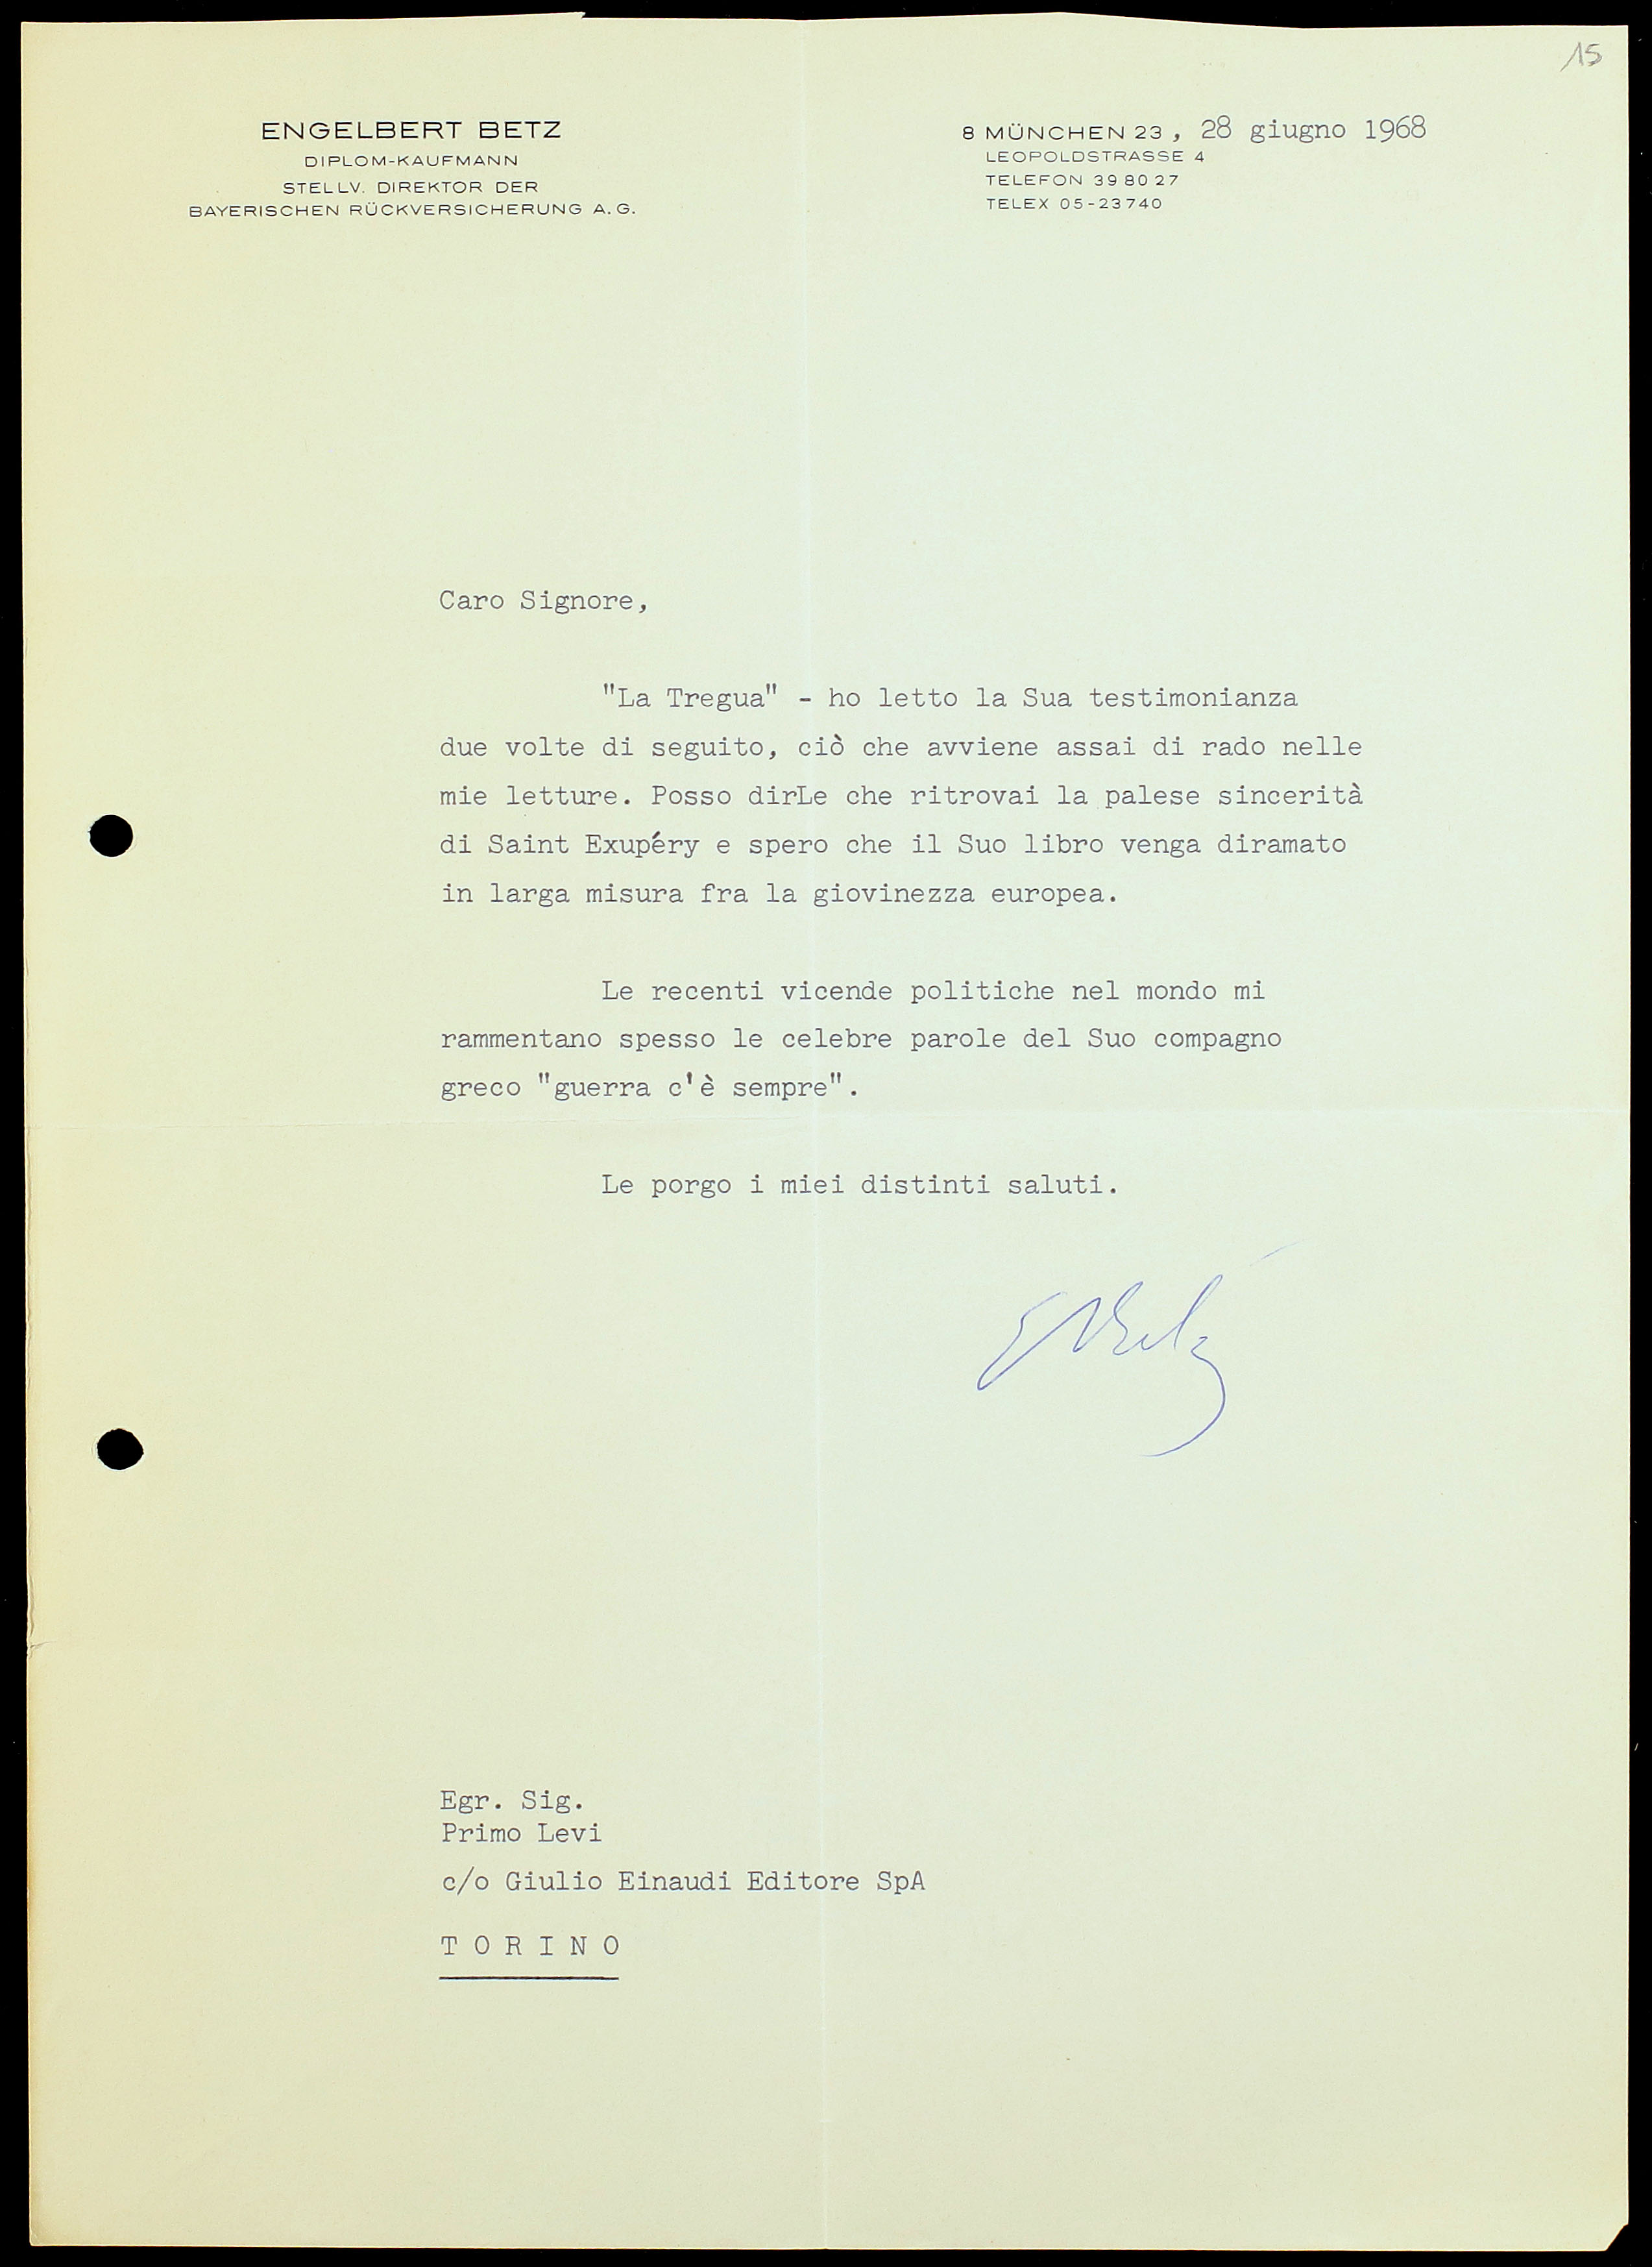 15
ENGELBERT BETZ
DIPLOM-KAUFMANN
STELLV. DIREKTOR DER
BAYERISCHEN RÜCKVERSICHERUNG A.G.
8 MÜNCHEN 23, 28 giugno 1968
LEOPOLDSTRASSE 4
TELEFON 39 80 27
TELEX 05-23740
Caro Signore,
"La Tregua" - ho letto la Sua testimonianza
due volte di seguito, ciò che avviene assai di rado nelle
mie letture. Posso dirLe che ritrovai la palese sincerità
di Saint Exupéry e spero che il Suo libro venga diramato
in larga misura fra la giovinezza europea.
Le recenti vicende politiche nel mondo mi
rammentano spesso le celebre parole del Suo compagno
greco "guerra c'è sempre".
Le porgo i miei distinti saluti.
Egr. Sig.
Primo Levi
c/o Giulio Einaudi Editore SpA
T O R I N O